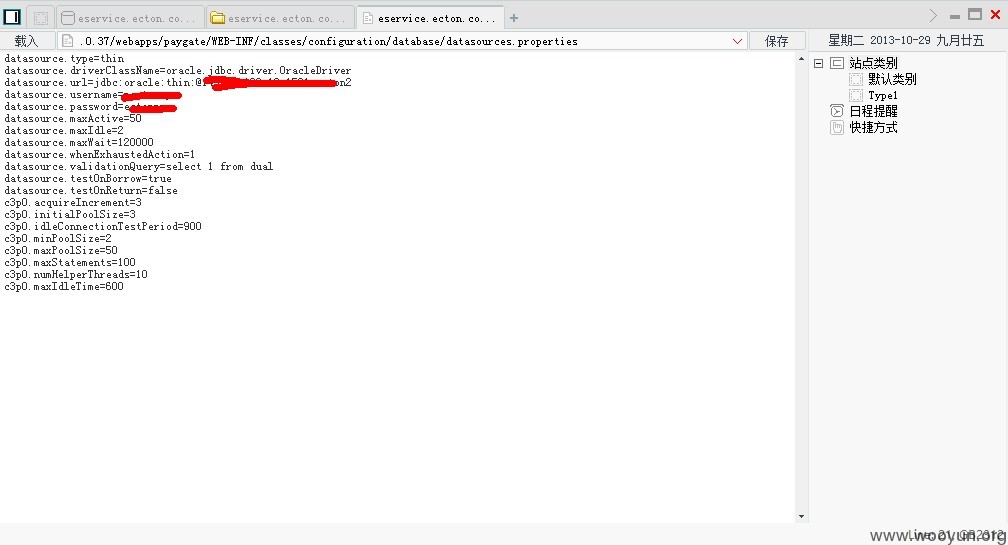 eservice.ecton.co...
eservice.ecton.co...
eservice.ecton.co...
载入
.0.37/webapps/paygate/WEB-INF/classes/configuration/database/datasources.properties
保存
星期二 2013-10-29 九月廿五
datasource.type=thin
datasource.driverClassName=oracle.jdbc.driver.OracleDriver
datasource.url=jdbc:oracle:thin:@
datasource.username=
datasource.password=
datasource.maxActive=50
datasource.maxIdle=2
datasource.maxWait=120000
datasource.whenExhaustedAction=1
datasource.validationQuery=select 1 from dual
datasource.testOnBorrow=true
datasource.testOnReturn=false
c3p0.acquireIncrement=3
c3p0.initialPoolSize=3
c3p0.idleConnectionTestPeriod=900
c3p0.minPoolSize=2
c3p0.maxPoolSize=50
c3p0.maxStatements=100
c3p0.numHelperThreads=10
c3p0.maxIdleTime=600
站点类别
默认类别
Type1
日程提醒
快捷方式
www.wooyun.org